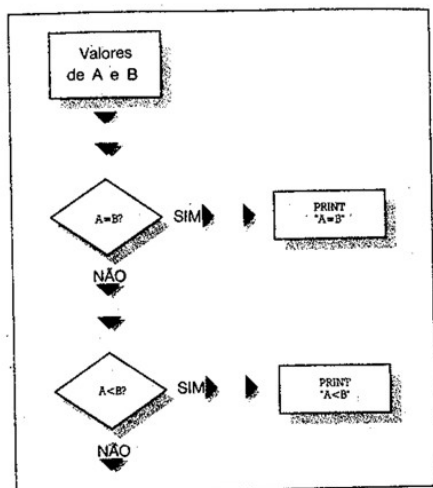 Valores
de A e B
A=B?
SIM
PRINT
"A=B"
NÃO
A<B?
SIM
PRINT
"A<B"
NÃO